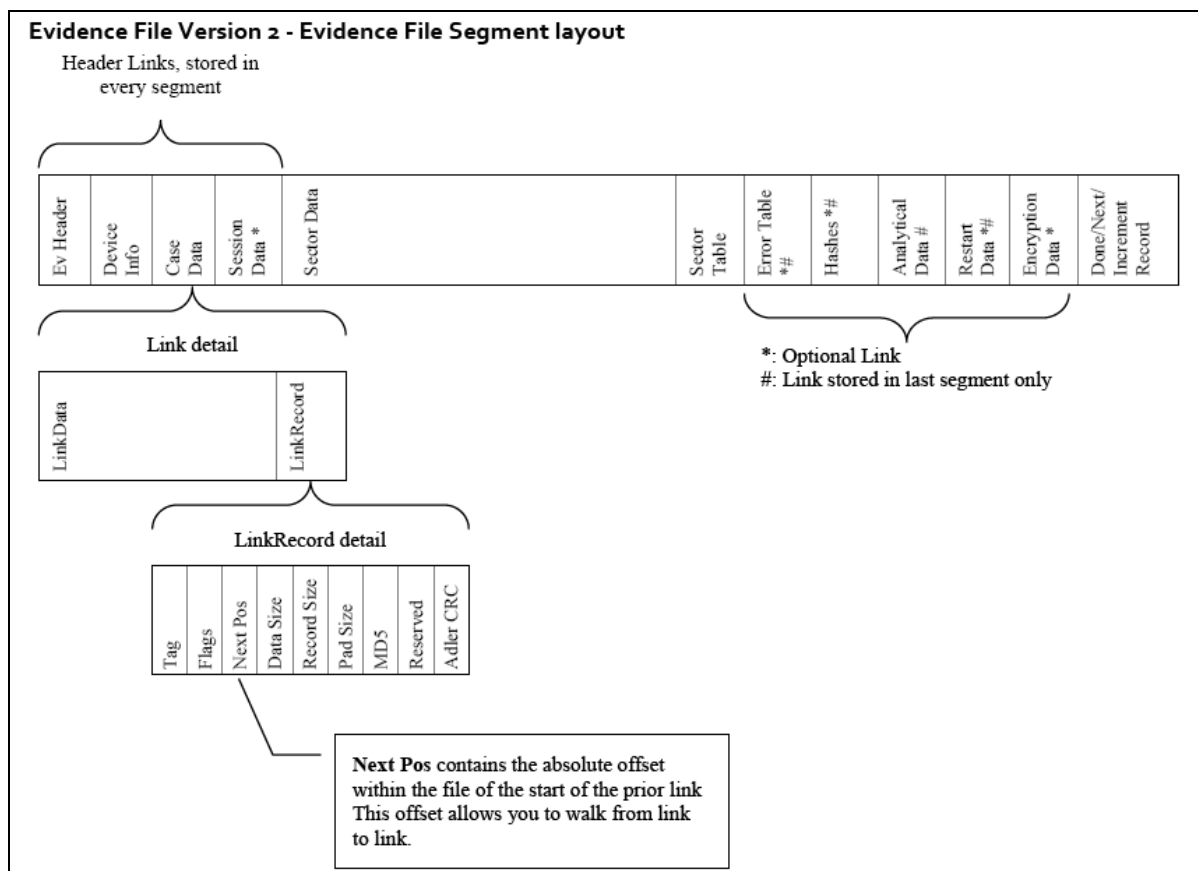 Evidence File Version 2 - Evidence File Segment layout
Header Links, stored in
every segment
Ev Header
Device
Info
Case
Data
Session
Data *
Sector Data
Sector
Table
Error Table
*#
Hashes *#
Analytical
Data #
Restart
Data *#
Encryption
Data *
Done/Next/
Increment
Record
Link detail
*: Optional Link
#: Link stored in last segment only
LinkData
LinkRecord
LinkRecord detail
Tag
Flags
Next Pos
Data Size
Record Size
Pad Size
MD5
Reserved
Adler CRC
Next Pos contains the absolute offset
within the file of the start of the prior link
This offset allows you to walk from link
to link.